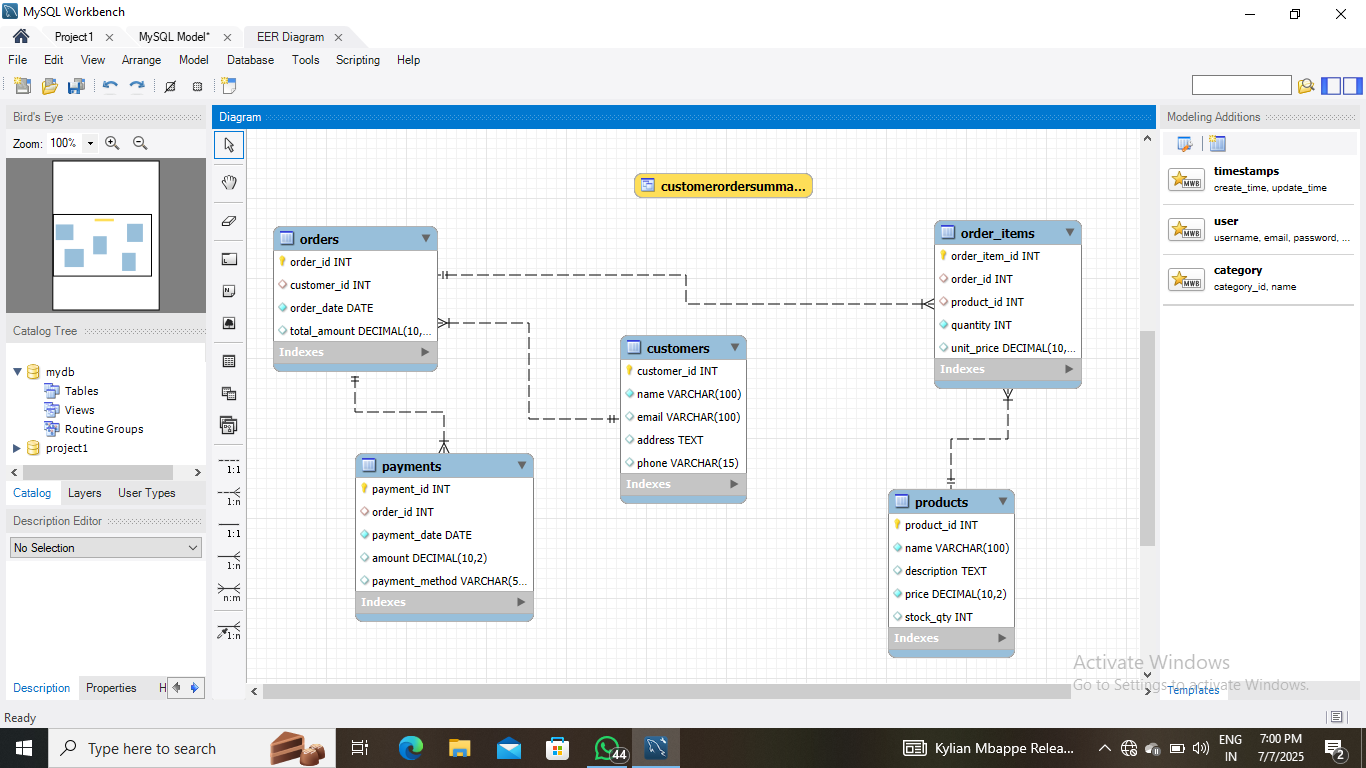 MySQL Workbench
Project1 MySQL Model* EER Diagram
File Edit View Arrange Model Database Tools Scripting Help
Bird's Eye
Zoom: 100%
Catalog Tree
mydb
Tables
Views
Routine Groups
project1
Catalog Layers User Types
Description Editor
No Selection
Description Properties H
Ready
Diagram
1:1
1:n
1:1
1:n
n:m
1:n
customerordersumma...
orders
order_id INT
customer_id INT
order_date DATE
total_amount DECIMAL(10,...
Indexes
payments
payment_id INT
order_id INT
payment_date DATE
amount DECIMAL(10,2)
payment_method VARCHAR(5...
Indexes
customers
customer_id INT
name VARCHAR(100)
email VARCHAR(100)
address TEXT
phone VARCHAR(15)
Indexes
order_items
order_item_id INT
order_id INT
product_id INT
quantity INT
unit_price DECIMAL(10,...
Indexes
products
product_id INT
name VARCHAR(100)
description TEXT
price DECIMAL(10,2)
stock_qty INT
Indexes
Modeling Additions
MWB
timestamps
create_time, update_time
MWB
user
username, email, password, ...
MWB
category
category_id, name
Activate Windows
Go to Settings to activate Windows.
Templates
Type here to search
44
Kylian Mbappe Relea...
ENG
IN
7:00 PM
7/7/2025
2